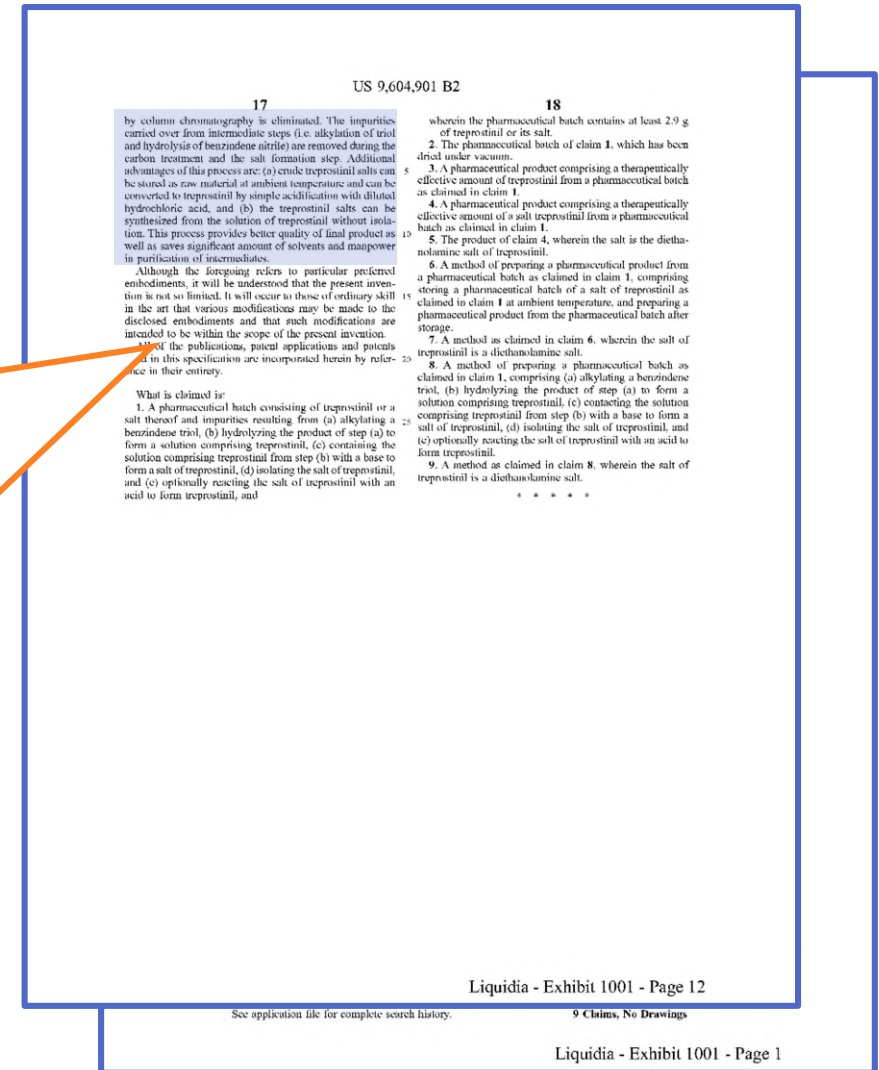 US 9,604,901 B2
17
by column chromatography is eliminated. The impurities
carried over from intermediate steps (i.e. alkylation of triol
and hydrolysis of benzindene nitrile) are removed during the
carbon treatment and the salt formation step. Additional
advantages of this process are: (a) crude treprostinil salts can
be stored as raw material at ambient temperature and can be
converted to treprostinil by simple acidification with diluted
hydrochloric acid, and (b) the treprostinil salts can be
synthesized from the solution of treprostinil without isola-
tion. This process provides better quality of final product as
well as saves significant amount of solvents and manpower
in purification of intermediates.
Although the foregoing refers to particular preferred
embodiments, it will be understood that the present inven-
tion is not so limited. It will occur to those of ordinary skill
in the art that various modifications may be made to the
disclosed embodiments and that such modifications are
intended to be within the scope of the present invention.
of the publications, patent applications and patents
in this specification are incorporated herein by refer-
in their entirety.
What is claimed is:
1. A pharmaceutical batch consisting of treprostinil or a
salt thereof and impurities resulting from (a) alkylating a
benzindene triol, (b) hydrolyzing the product of step (a) to
form a solution comprising treprostinil, (c) containing the
solution comprising treprostinil from step (b) with a base to
form a salt of treprostinil, (d) isolating the salt of treprostinil,
and (e) optionally reacting the salt of treprostinil with an
acid to form treprostinil, and
5
10
15
25
18
wherein the pharmaceutical batch contains at least 2.9 g
of treprostinil or its salt.
2. The pharmaceutical batch of claim 1, which has been
dried under vacuum.
3. A pharmaceutical product comprising a therapeutically
effective amount of treprostinil from a pharmaceutical batch
as claimed in claim 1.
4. A pharmaceutical product comprising a therapeutically
effective amount of a salt treprostinil from a pharmaceutical
batch as claimed in claim 1.
5. The product of claim 4, wherein the salt is the dietha-
nolamine salt of treprostinil.
6. A method of preparing a pharmaceutical product from
a pharmaceutical batch as claimed in claim 1, comprising
storing a pharmaceutical batch of a salt of treprostinil as
claimed in claim 1 at ambient temperature, and preparing a
pharmaceutical product from the pharmaceutical batch after
storage.
7. A method as claimed in claim 6, wherein the salt of
treprostinil is a diethanolamine salt.
8. A method of preparing a pharmaceutical batch as
claimed in claim 1, comprising (a) alkylating a benzindene
triol, (b) hydrolyzing the product of step (a) to form a
solution comprising treprostinil, (c) contacting the solution
comprising treprostinil from step (b) with a base to form a
salt of treprostinil, (d) isolating the salt of treprostinil, and
(e) optionally reacting the salt of treprostinil with an acid to
form treprostinil.
9. A method as claimed in claim 8, wherein the salt of
treprostinil is a diethanolamine salt.
* * * * *
Liquidia - Exhibit 1001 - Page 12
See application file for complete search history.
9 Claims, No Drawings
Liquidia - Exhibit 1001 - Page 1